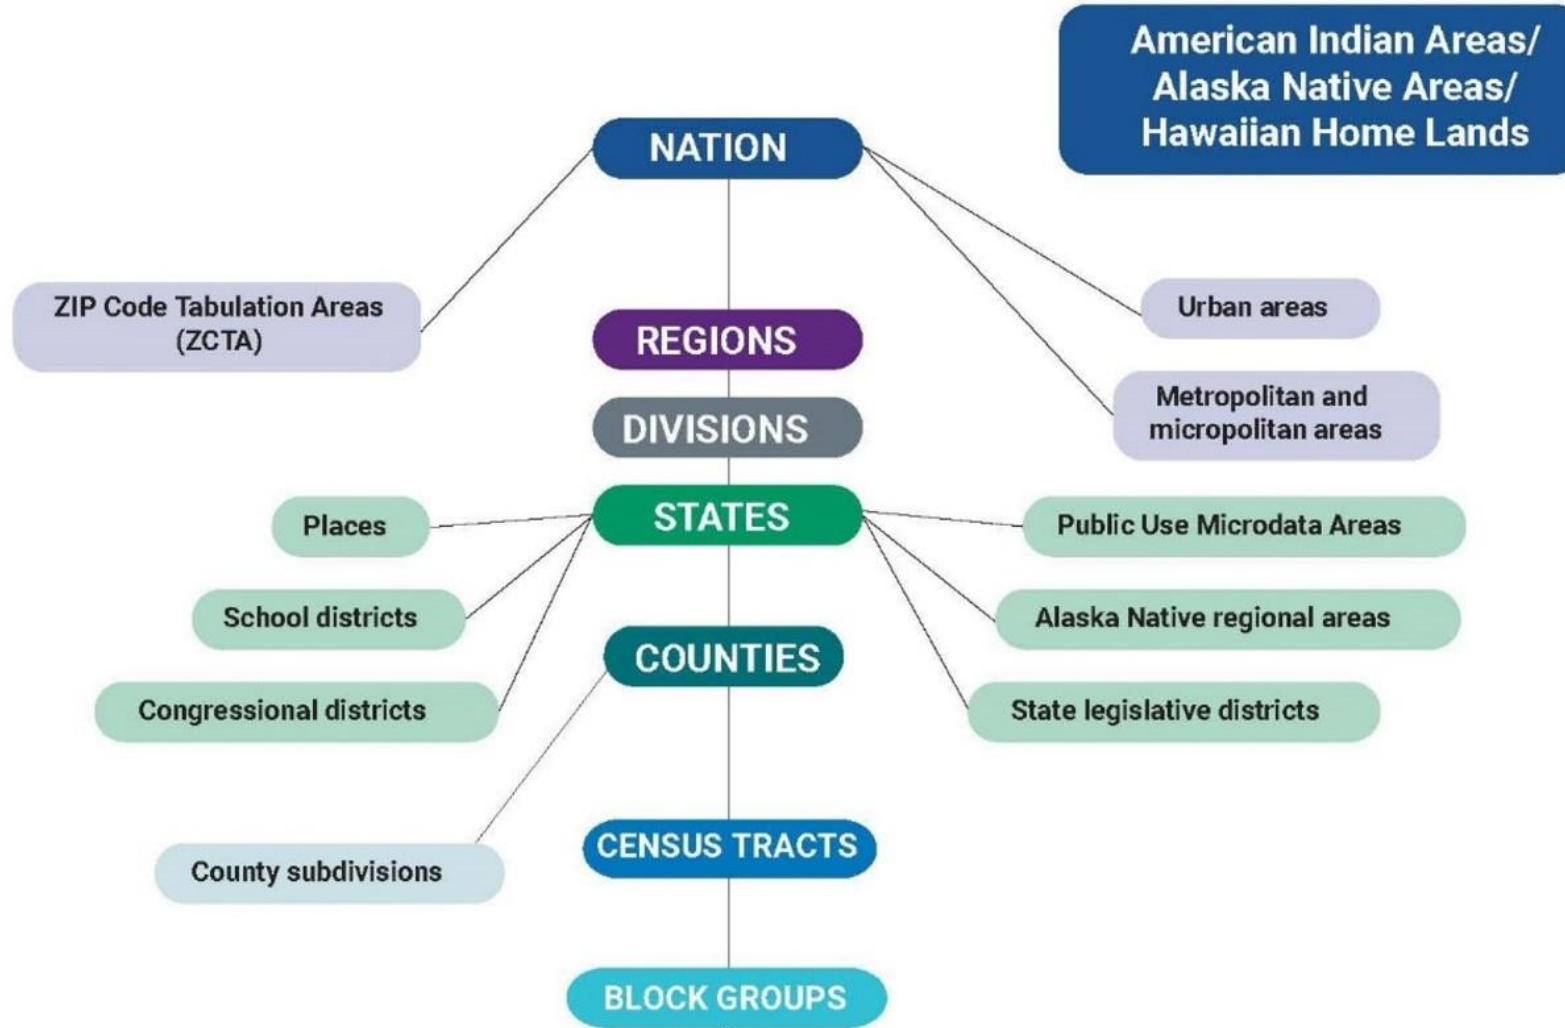 American Indian Areas/
Alaska Native Areas/
Hawaiian Home Lands
NATION
ZIP Code Tabulation Areas
(ZCTA)
Urban areas
REGIONS
Metropolitan and
micropolitan areas
DIVISIONS
STATES
Places
Public Use Microdata Areas
School districts
Alaska Native regional areas
COUNTIES
Congressional districts
State legislative districts
CENSUS TRACTS
County subdivisions
BLOCK GROUPS